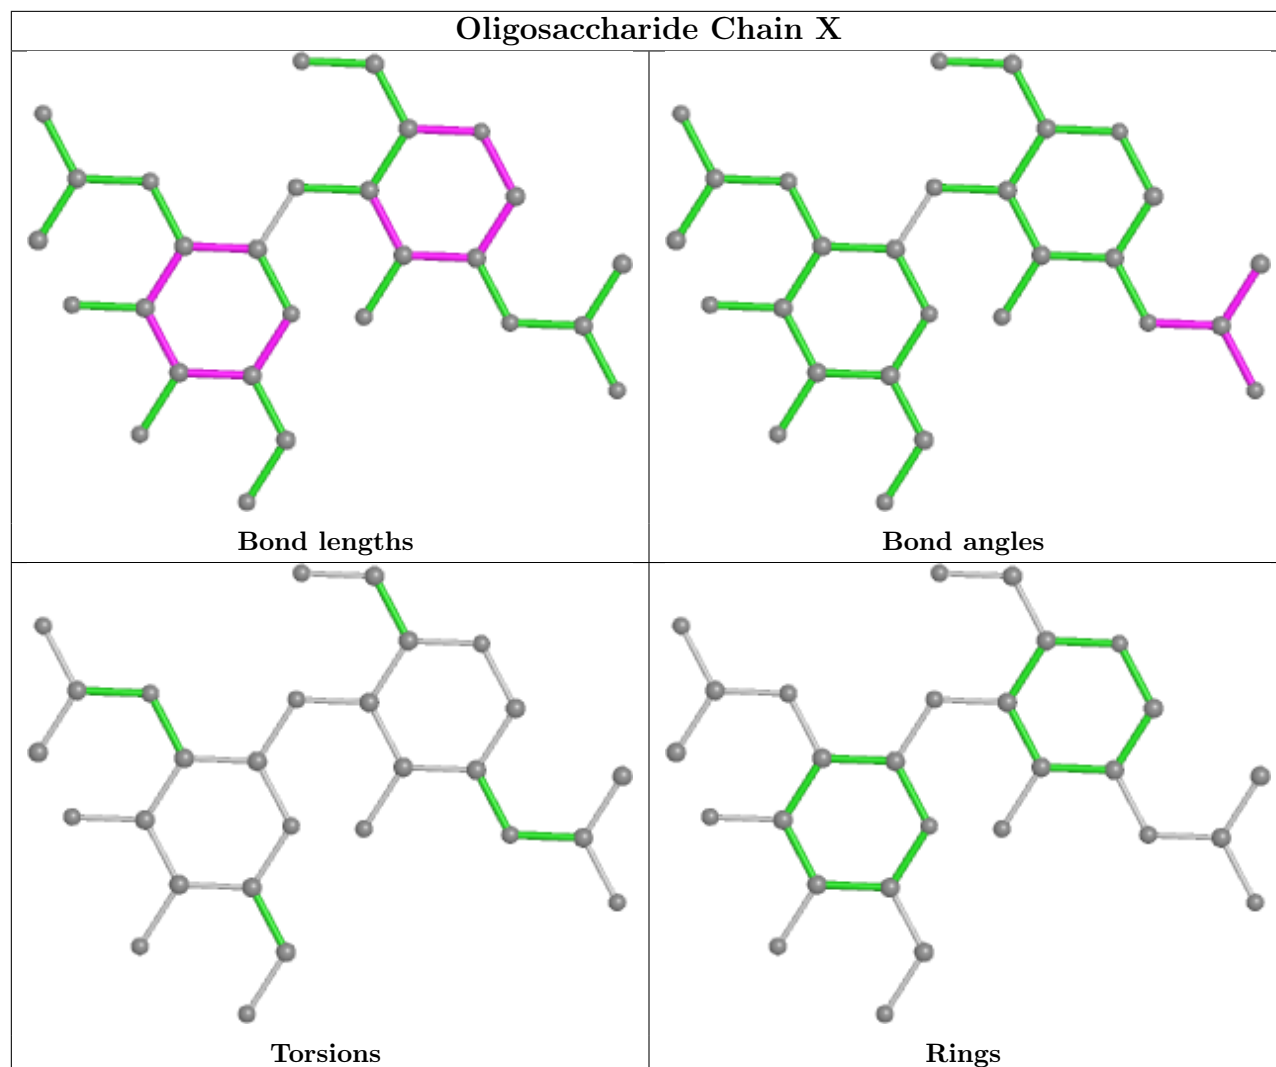 Oligosaccharide Chain X
Bond lengths
Bond angles
Torsions
Rings